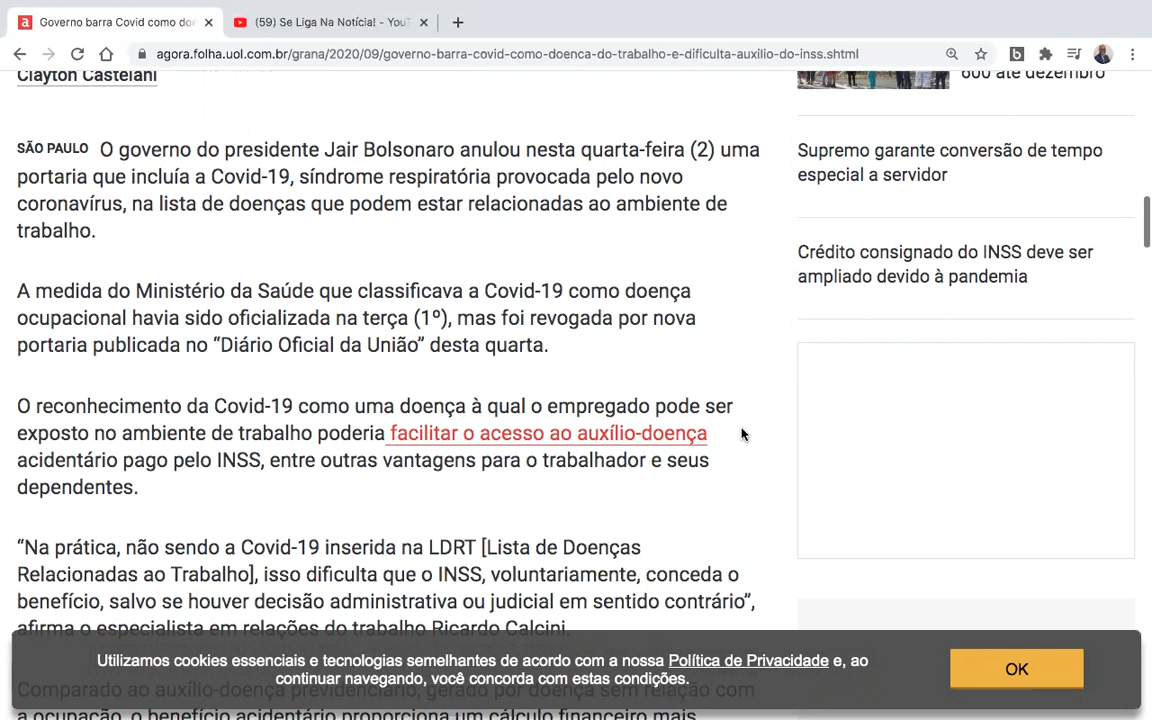 Governo barra Covid como do
(59) Se Liga Na Notícia! - You
agora.folha.uol.com.br/grana/2020/09/governo-barra-covid-como-doenca-do-trabalho-e-dificulta-auxilio-do-inss.shtml
Clayton Castelani
600 até dezembro
SÃO PAULO O governo do presidente Jair Bolsonaro anulou nesta quarta-feira (2) uma
portaria que incluía a Covid-19, síndrome respiratória provocada pelo novo
coronavírus, na lista de doenças que podem estar relacionadas ao ambiente de
trabalho.
A medida do Ministério da Saúde que classificava a Covid-19 como doença
ocupacional havia sido oficializada na terça (1º), mas foi revogada por nova
portaria publicada no “Diário Oficial da União” desta quarta.
O reconhecimento da Covid-19 como uma doença à qual o empregado pode ser
exposto no ambiente de trabalho poderia facilitar o acesso ao auxílio-doença
acidentário pago pelo INSS, entre outras vantagens para o trabalhador e seus
dependentes.
“Na prática, não sendo a Covid-19 inserida na LDRT [Lista de Doenças
Relacionadas ao Trabalho], isso dificulta que o INSS, voluntariamente, conceda o
benefício, salvo se houver decisão administrativa ou judicial em sentido contrário”,
afirma o especialista em relações do trabalho Ricardo Calcini.
Comparado ao auxílio-doença previdenciário, gerado por doença sem relação com
a ocupação, o benefício acidentário proporciona um cálculo financeiro mais
Supremo garante conversão de tempo
especial a servidor
Crédito consignado do INSS deve ser
ampliado devido à pandemia
Utilizamos cookies essenciais e tecnologias semelhantes de acordo com a nossa Política de Privacidade e, ao
continuar navegando, você concorda com estas condições.
OK